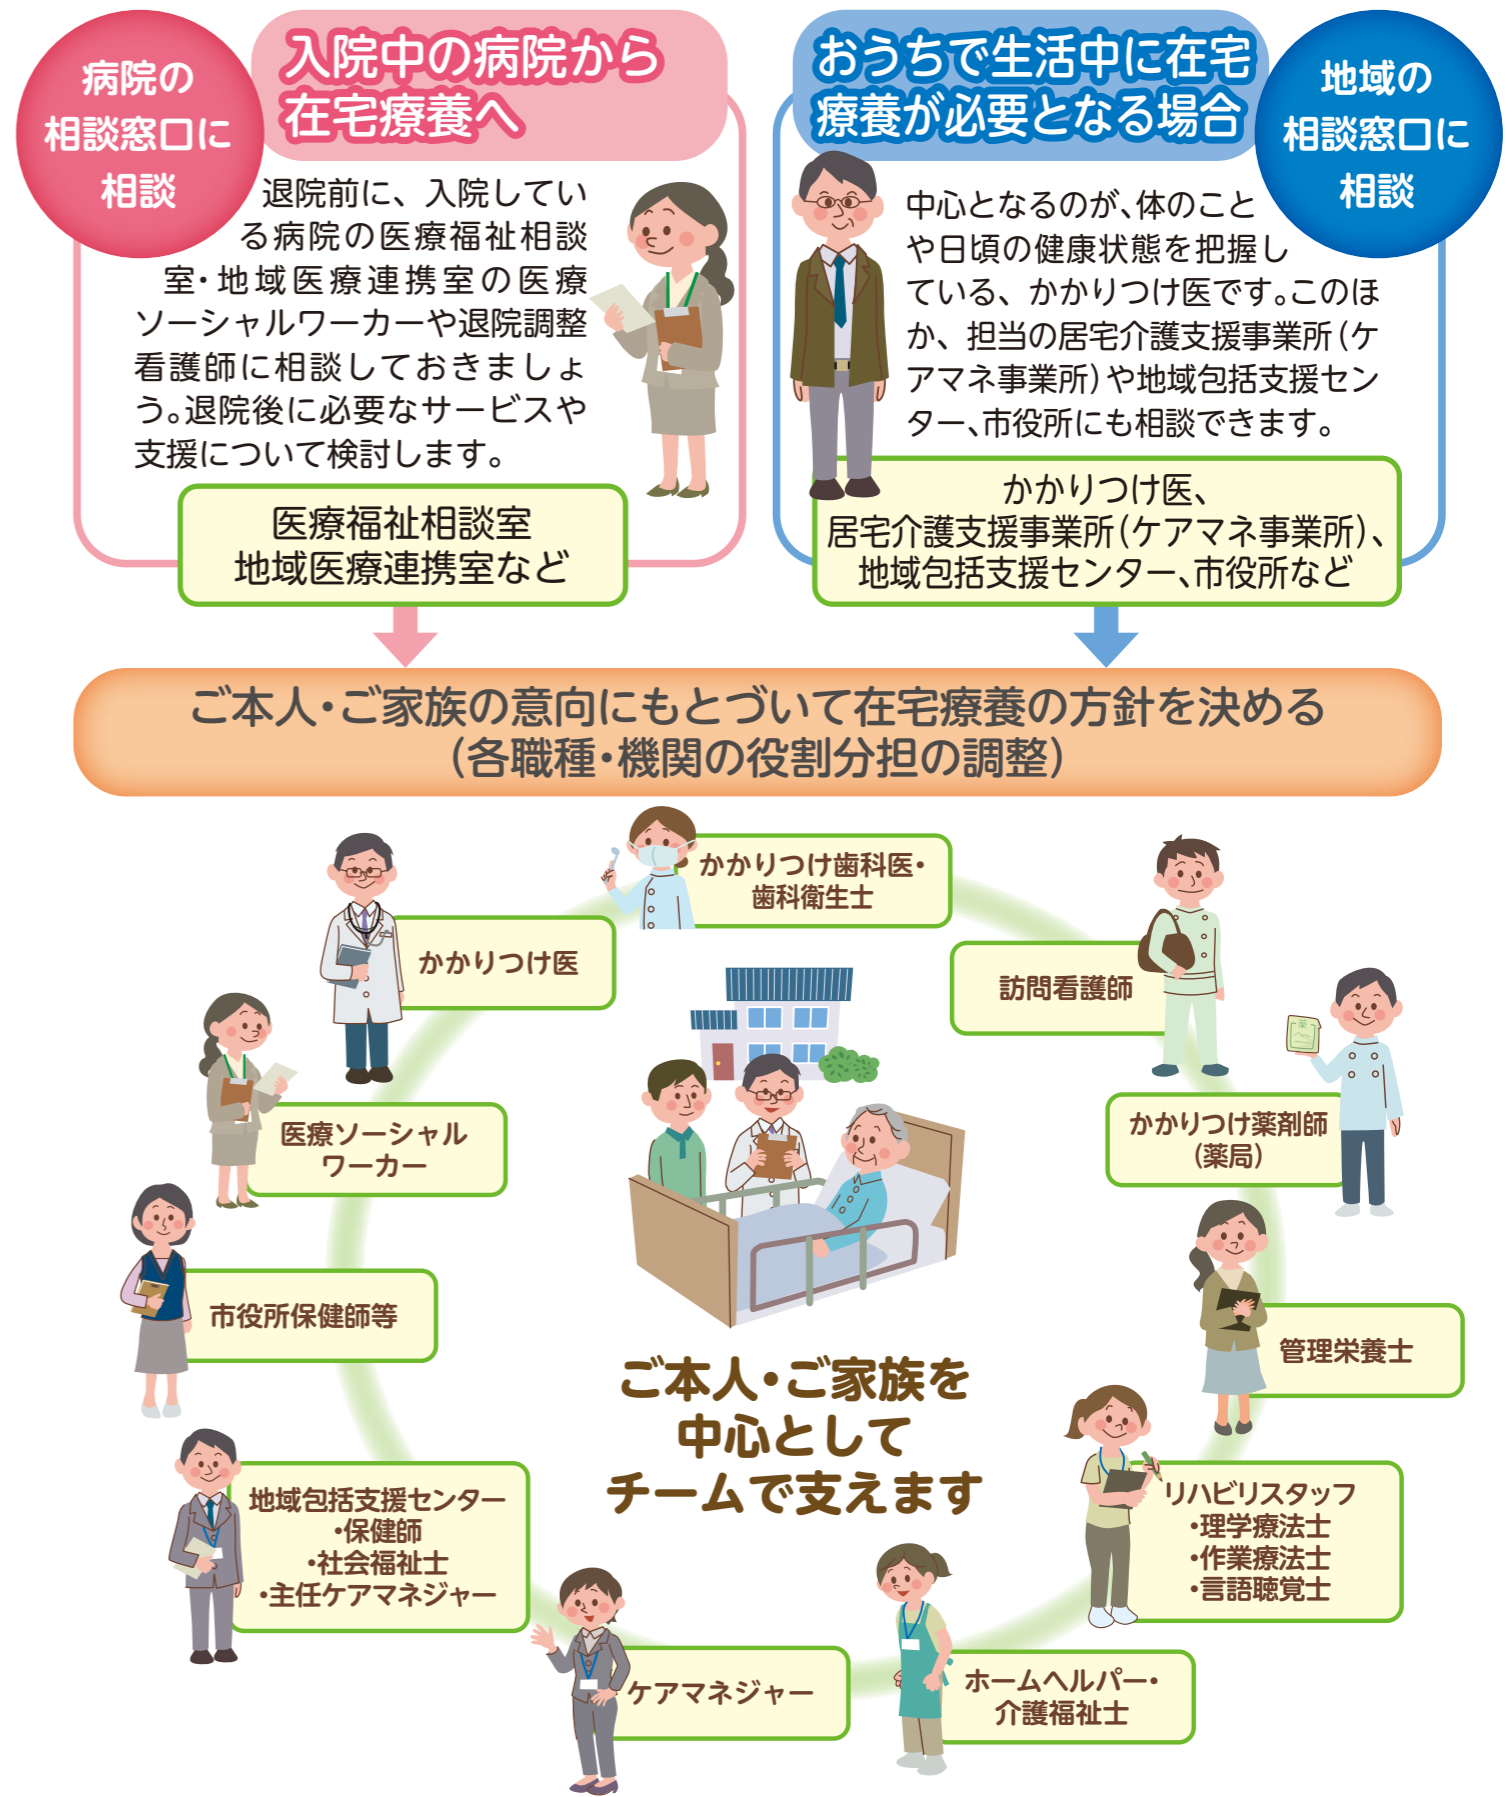 病院の
相談窓口に
相談
入院中の病院から
在宅療養へ
退院前に、入院してい
る病院の医療福祉相談
室・地域医療連携室の医療
ソーシャルワーカーや退院調整
看護師に相談しておきましょ
う。退院後に必要なサービスや
支援について検討します。
医療福祉相談室
地域医療連携室など
おうちで生活中に在宅
療養が必要となる場合
地域の
相談窓口に
相談
中心となるのが、体のこと
や日頃の健康状態を把握し
ている、かかりつけ医です。このほ
か、担当の居宅介護支援事業所（ケ
アマネ事業所）や地域包括支援セン
ター、市役所にも相談できます。
かかりつけ医、
居宅介護支援事業所（ケアマネ事業所）、
地域包括支援センター、市役所など
ご本人・ご家族の意向にもとづいて在宅療養の方針を決める
（各職種・機関の役割分担の調整）
かかりつけ歯科医・
歯科衛生士
かかりつけ医
訪問看護師
医療ソーシャル
ワーカー
薬
かかりつけ薬剤師
（薬局）
市役所保健師等
管理栄養士
ご本人・ご家族を
中心として
チームで支えます
地域包括支援センター
・保健師
・社会福祉士
・主任ケアマネジャー
リハビリスタッフ
・理学療法士
・作業療法士
・言語聴覚士
ケアマネジャー
ホームヘルパー・
介護福祉士